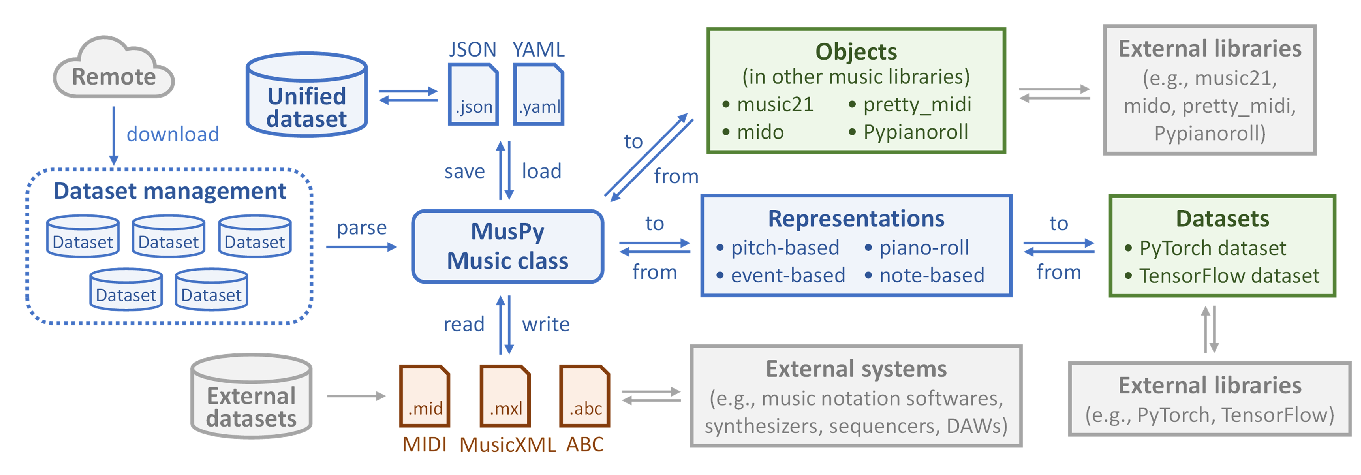 Remote
download
Dataset management
Dataset
Dataset
Dataset
Dataset
Dataset
parse
Unified
dataset
JSON
YAML
.json
.yaml
save
load
MusPy
Music class
read
write
External
datasets
.mid
.mxl
.abc
MIDI
MusicXML
ABC
to
from
Objects
(in other music libraries)
• music21
• pretty_midi
• mido
• Pypianoroll
External libraries
(e.g., music21,
mido, pretty_midi,
Pypianoroll)
to
from
Representations
• pitch-based
• piano-roll
• event-based
• note-based
to
from
Datasets
• PyTorch dataset
• TensorFlow dataset
External systems
(e.g., music notation softwares,
synthesizers, sequencers, DAWs)
External libraries
(e.g., PyTorch, TensorFlow)